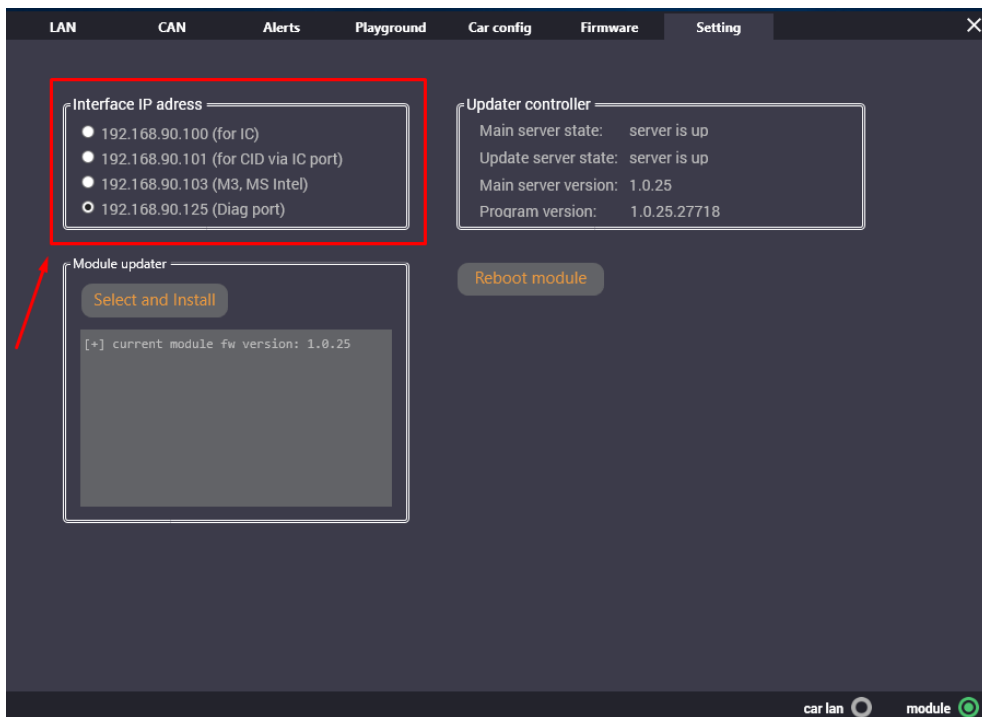 LAN CAN Alerts Playground Car config Firmware Setting
Interface IP adress
192.168.90.100 (for IC)
192.168.90.101 (for CID via IC port)
192.168.90.103 (M3, MS Intel)
192.168.90.125 (Diag port)
Updater controller
Main server state: server is up
Update server state: server is up
Main server version: 1.0.25
Program version: 1.0.25.27718
Module updater
Select and Install
[+] current module fw version: 1.0.25
Reboot module
car lan module